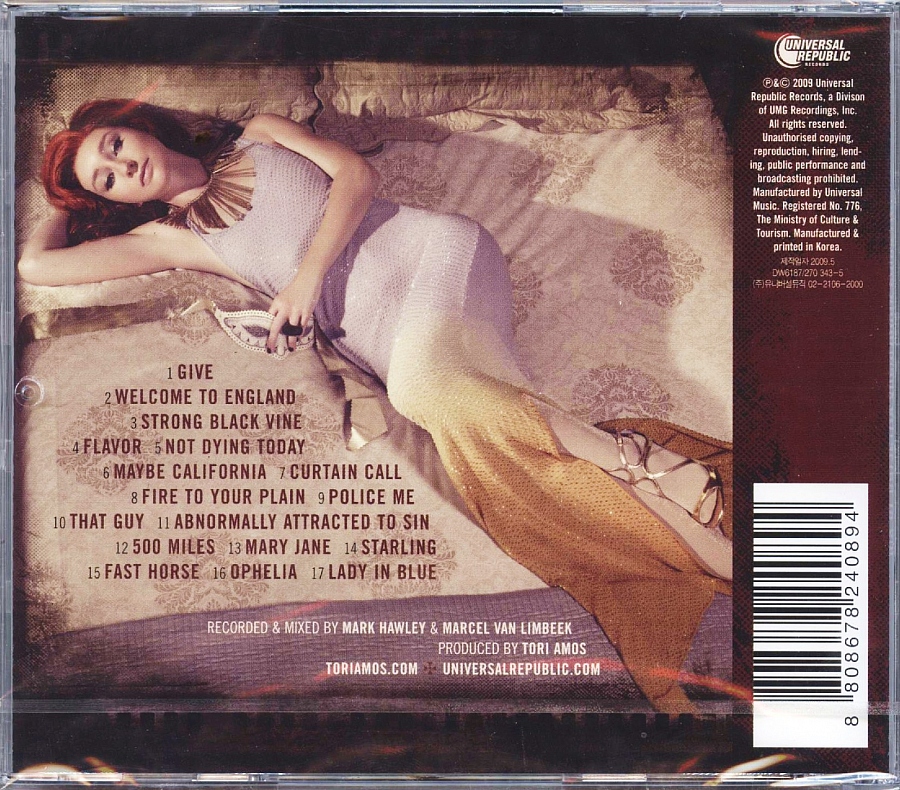 UNIVERSAL
REPUBLIC
RECORDS
℗&© 2009 Universal
Republic Records, a Divison
of UMG Recordings, Inc.
All rights reserved.
Unauthorised copying,
reproduction, hiring, lend-
ing, public performance and
broadcasting prohibited.
Manufactured by Universal
Music. Registered No. 776,
The Ministry of Culture &
Tourism. Manufactured &
printed in Korea.
제작일자 2009.5
DW6187/270 343-5
(주)유니버설뮤직 02-2106-2000
1 GIVE
2 WELCOME TO ENGLAND
3 STRONG BLACK VINE
4 FLAVOR 5 NOT DYING TODAY
6 MAYBE CALIFORNIA 7 CURTAIN CALL
8 FIRE TO YOUR PLAIN 9 POLICE ME
10 THAT GUY 11 ABNORMALLY ATTRACTED TO SIN
12 500 MILES 13 MARY JANE 14 STARLING
15 FAST HORSE 16 OPHELIA 17 LADY IN BLUE
RECORDED & MIXED BY MARK HAWLEY & MARCEL VAN LIMBEEK
PRODUCED BY TORI AMOS
TORIAMOS.COM ✠ UNIVERSALREPUBLIC.COM
8 808678 240894